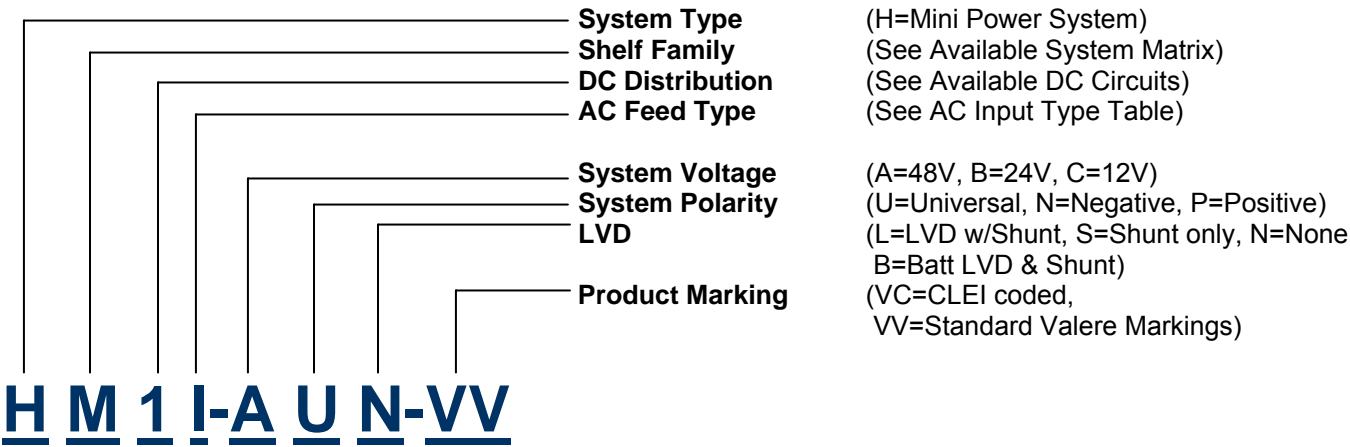 System Type (H=Mini Power System)
Shelf Family (See Available System Matrix)
DC Distribution (See Available DC Circuits)
AC Feed Type (See AC Input Type Table)
System Voltage (A=48V, B=24V, C=12V)
System Polarity (U=Universal, N=Negative, P=Positive)
LVD (L=LVD w/Shunt, S=Shunt only, N=None
B=Batt LVD & Shunt)
Product Marking (VC=CLEI coded,
VV=Standard Valere Markings)
H M 1 I-A U N-VV